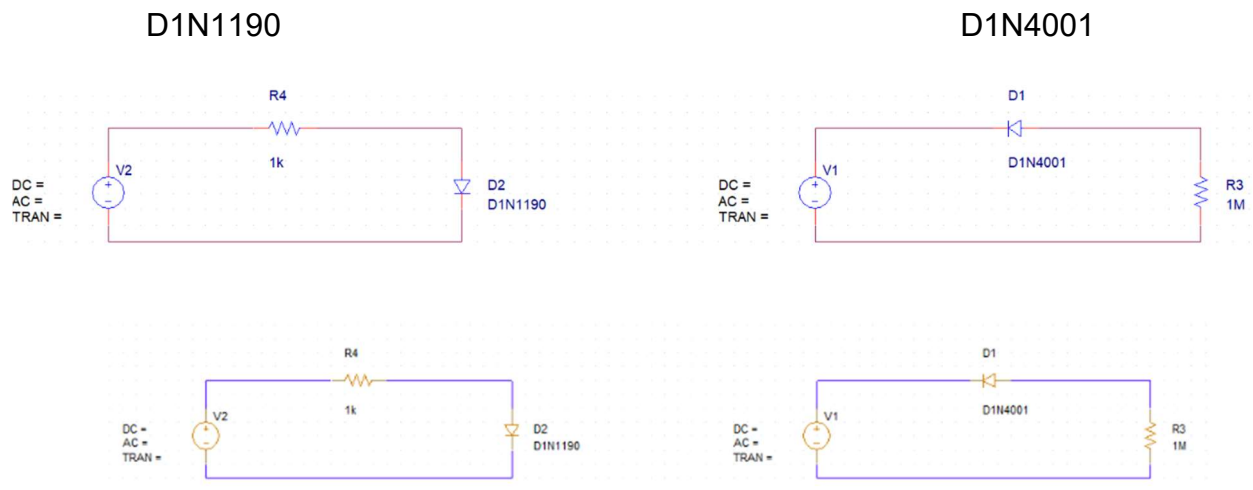 D1N1190
D1N4001
R4
1k
V2
+
-
DC =
AC =
TRAN =
D2
D1N1190
D1
D1N4001
V1
+
-
DC =
AC =
TRAN =
R3
1M
R4
1k
V2
+
-
DC =
AC =
TRAN =
D2
D1N1190
D1
D1N4001
V1
+
-
DC =
AC =
TRAN =
R3
1M